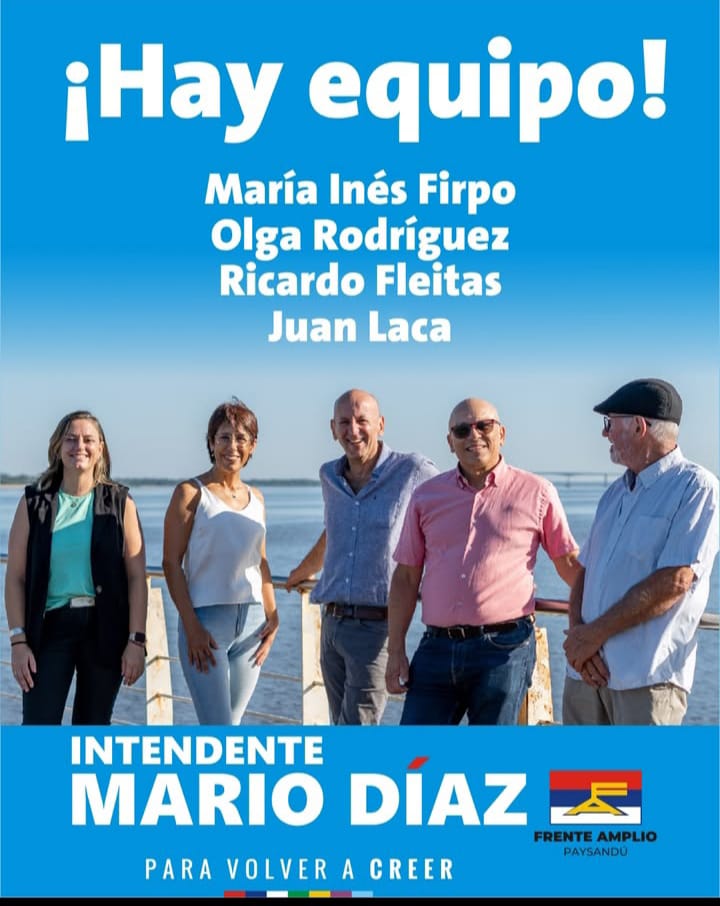 ¡Hay equipo!
María Inés Firpo
Olga Rodríguez
Ricardo Fleitas
Juan Laca
INTENDENTE
MARIO DÍAZ
FA
FRENTE AMPLIO
PAYSANDÚ
PARA VOLVER A CREER